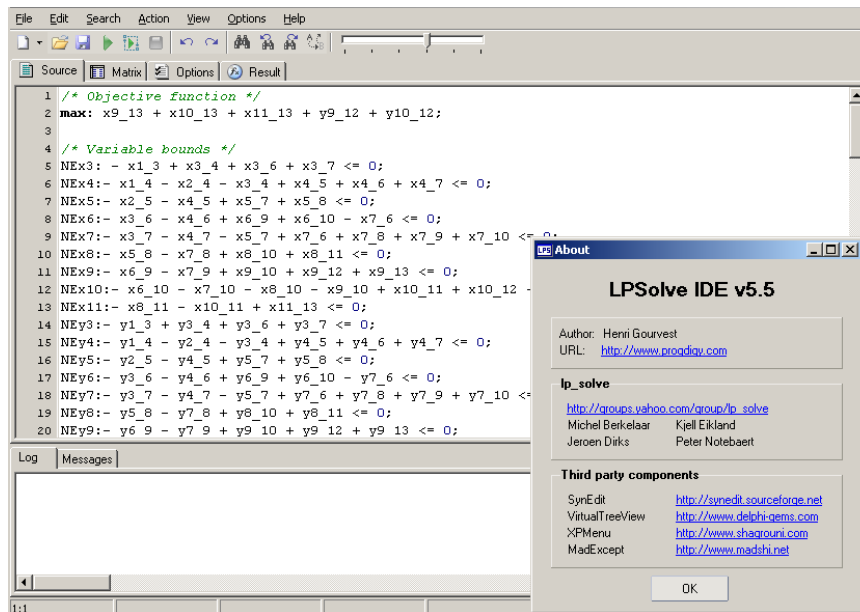 File Edit Search Action View Options Help
Source Matrix Options Result
1 /* Objective function */
2 max: x9_13 + x10_13 + x11_13 + y9_12 + y10_12;
3
4 /* Variable bounds */
5 NEx3: - x1_3 + x3_4 + x3_6 + x3_7 <= 0;
6 NEx4:- x1_4 - x2_4 - x3_4 + x4_5 + x4_6 + x4_7 <= 0;
7 NEx5:- x2_5 - x4_5 + x5_7 + x5_8 <= 0;
8 NEx6:- x3_6 - x4_6 + x6_9 + x6_10 - x7_6 <= 0;
9 NEx7:- x3_7 - x4_7 - x5_7 + x7_6 + x7_8 + x7_9 + x7_10 <= 0;
10 NEx8:- x5_8 - x7_8 + x8_10 + x8_11 <= 0;
11 NEx9:- x6_9 - x7_9 + x9_10 + x9_12 + x9_13 <= 0;
12 NEx10:- x6_10 - x7_10 - x8_10 - x9_10 + x10_11 + x10_12 -
13 NEx11:- x8_11 - x10_11 + x11_13 <= 0;
14 NEy3:- y1_3 + y3_4 + y3_6 + y3_7 <= 0;
15 NEy4:- y1_4 - y2_4 - y3_4 + y4_5 + y4_6 + y4_7 <= 0;
16 NEy5:- y2_5 - y4_5 + y5_7 + y5_8 <= 0;
17 NEy6:- y3_6 - y4_6 + y6_9 + y6_10 - y7_6 <= 0;
18 NEy7:- y3_7 - y4_7 - y5_7 + y7_6 + y7_8 + y7_9 + y7_10 <=
19 NEy8:- y5_8 - y7_8 + y8_10 + y8_11 <= 0;
20 NEy9:- y6_9 - y7_9 + y9_10 + y9_12 + y9_13 <= 0;
Log Messages
1:1
LPS About
LPSolve IDE v5.5
Author: Henri Gourvest
URL: http://www.progdigy.com
lp_solve
http://groups.yahoo.com/group/lp_solve
Michel Berkelaar Kjell Eikland
Jeroen Dirks Peter Notebaert
Third party components
SynEdit http://synedit.sourceforge.net
VirtualTreeView http://www.delphi-gems.com
XPMenu http://www.shagrouni.com
MadExcept http://www.madshi.net
OK